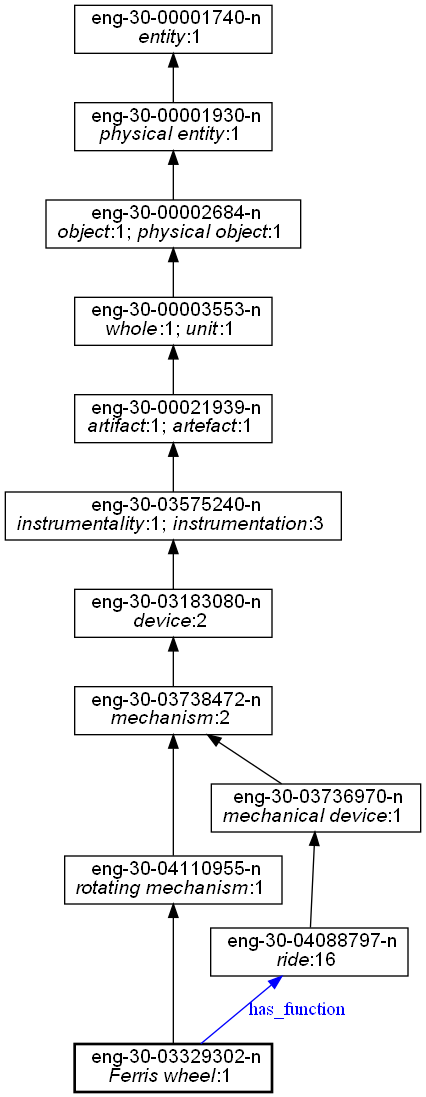 eng-30-00001740-n
entity:1
eng-30-00001930-n
physical entity:1
eng-30-00002684-n
object:1; physical object:1
eng-30-00003553-n
whole:1; unit:1
eng-30-00021939-n
artifact:1; artefact:1
eng-30-03575240-n
instrumentality:1; instrumentation:3
eng-30-03183080-n
device:2
eng-30-03738472-n
mechanism:2
eng-30-03736970-n
mechanical device:1
eng-30-04110955-n
rotating mechanism:1
eng-30-04088797-n
ride:16
has_function
eng-30-03329302-n
Ferris wheel:1